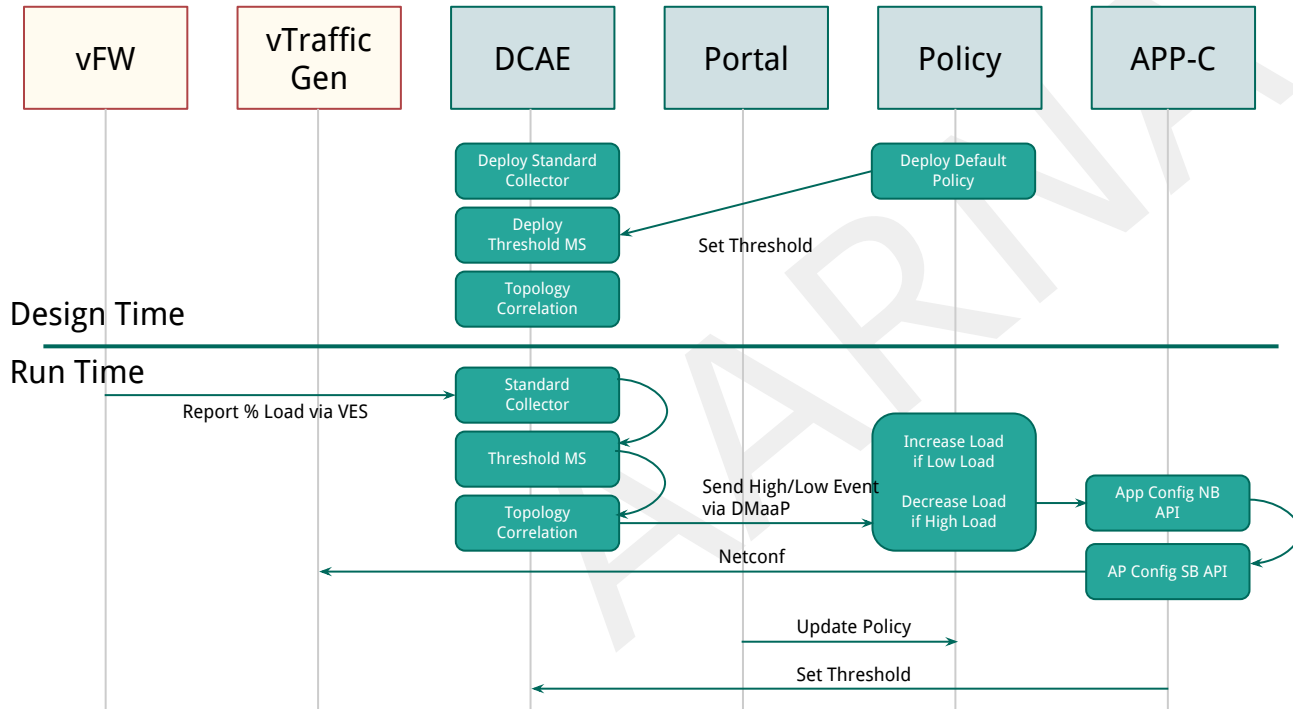 vFW
vTraffic
Gen
DCAE
Portal
Policy
APP-C
Deploy Standard
Collector
Deploy Default
Policy
Deploy
Threshold MS
Set Threshold
Topology
Correlation
Design Time
Run Time
Standard
Collector
Report % Load via VES
Threshold MS
Increase Load
if Low Load
Decrease Load
if High Load
Send High/Low Event
via DMaaP
App Config NB
API
Topology
Correlation
Netconf
AP Config SB API
Update Policy
Set Threshold
AARNA